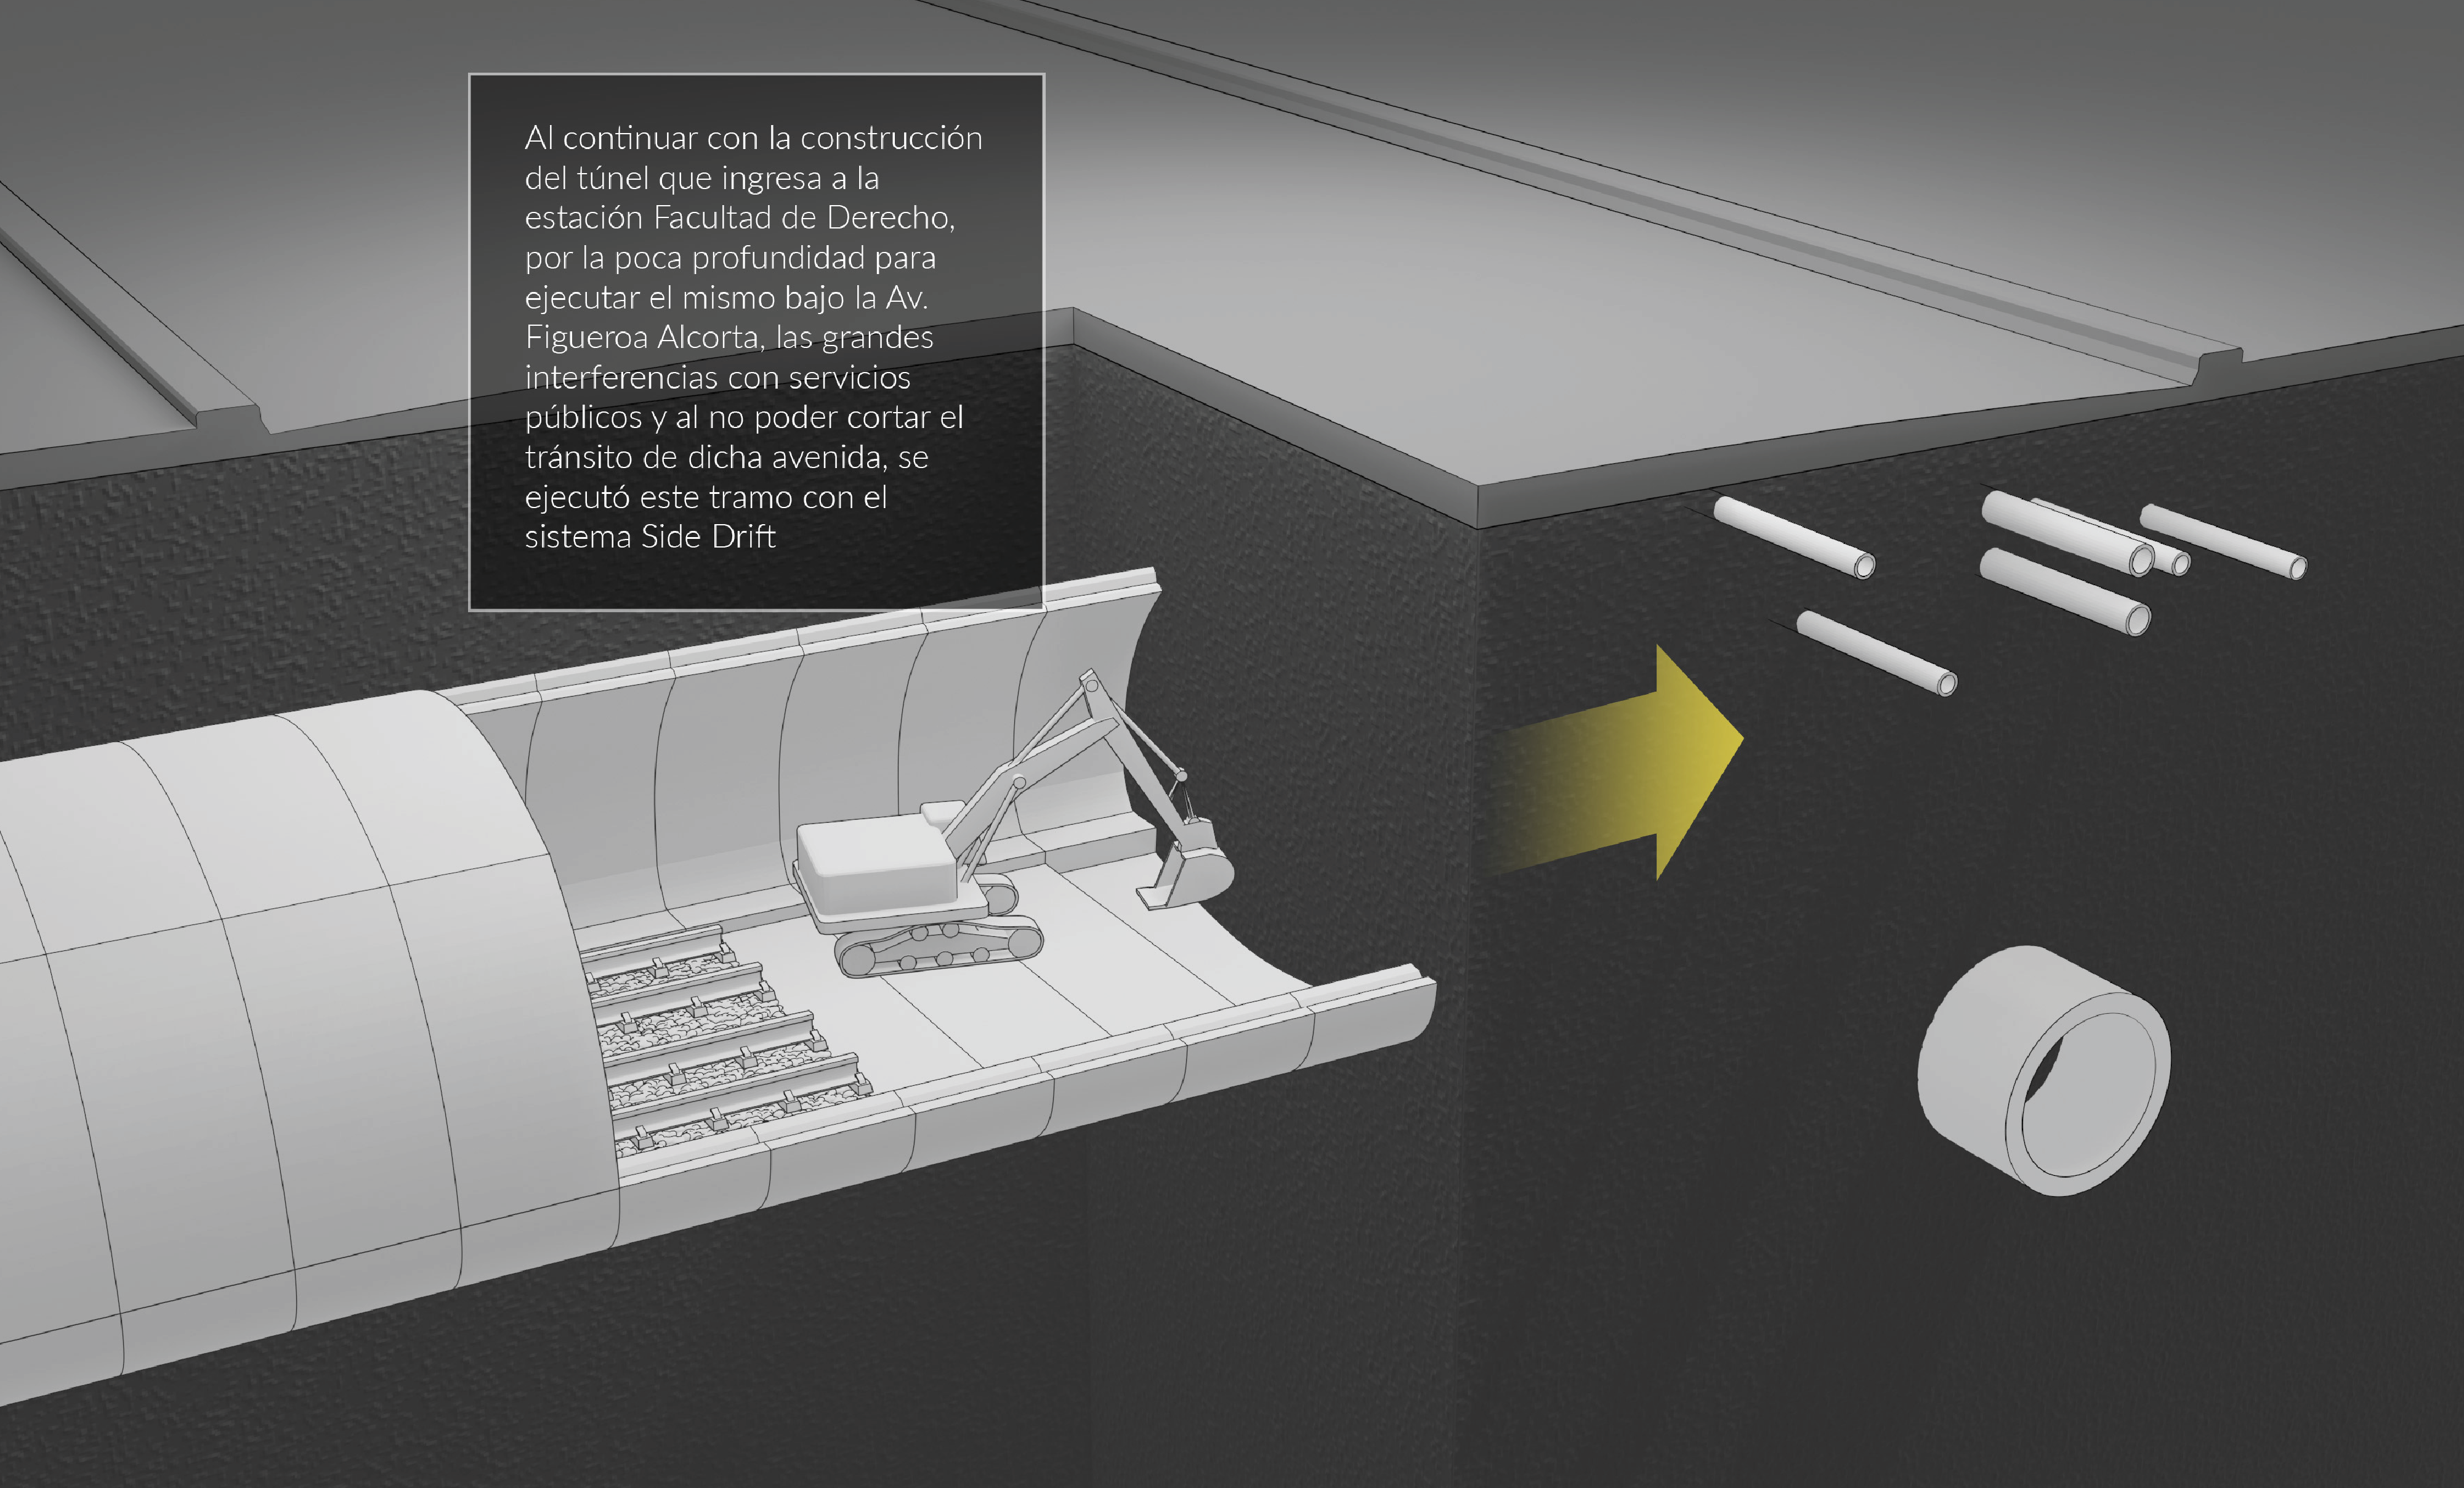 Al continuar con la construcción
del túnel que ingresa a la
estación Facultad de Derecho,
por la poca profundidad para
ejecutar el mismo bajo la Av.
Figueroa Alcorta, las grandes
interferencias con servicios
públicos y al no poder cortar el
tránsito de dicha avenida, se
ejecutó este tramo con el
sistema Side Drift